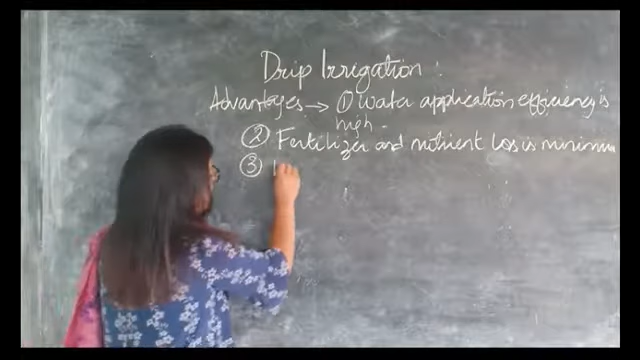 Drip Irrigation :
Advantages → ① Water application efficiency is
high -
② Fertilizer and nutrient loss is minimum
③